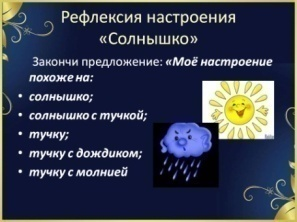 Рефлексия настроения
«Солнышко»
Закончи предложение: «Моё настроение
похоже на:
• солнышко;
• солнышко с тучкой;
• тучку;
• тучку с дождиком;
• тучку с молнией